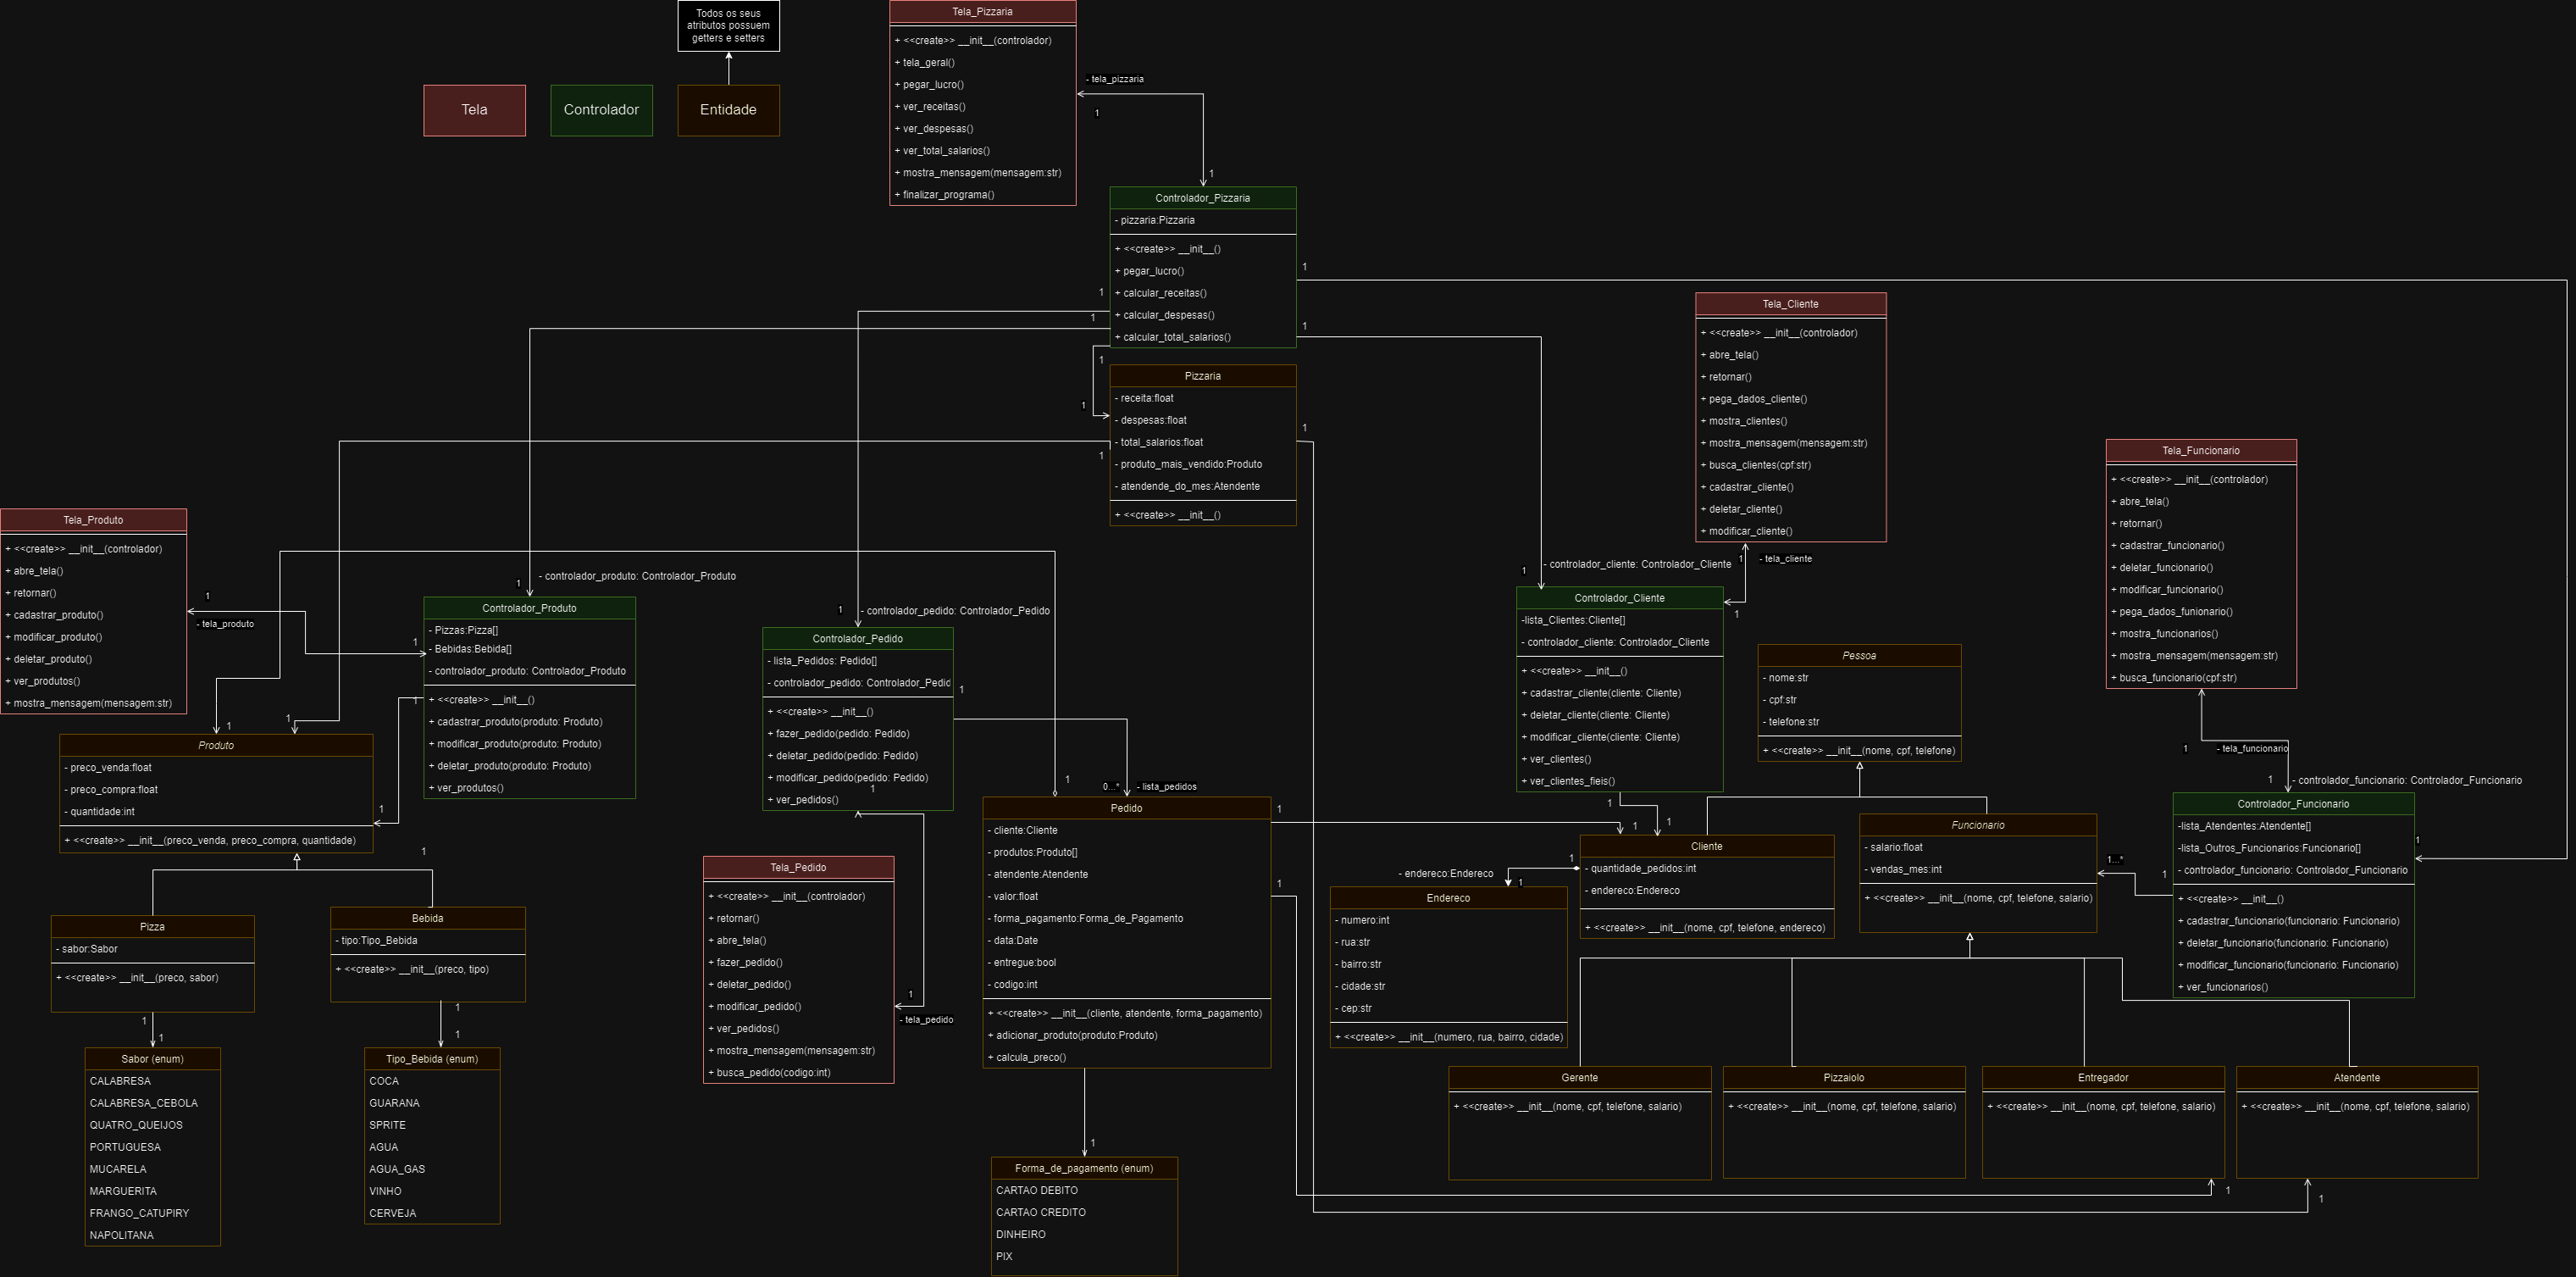 Todos os seus
atributos possuem
getters e setters
Tela
Controlador
Entidade
Tela_Pizzaria
+ <<create>> __init__(controlador)
+ tela_geral()
+ pegar_lucro()
+ ver_receitas()
+ ver_despesas()
+ ver_total_salarios()
+ mostra_mensagem(mensagem:str)
+ finalizar_programa()
- tela_pizzaria
1
1
Controlador_Pizzaria
- pizzaria:Pizzaria
+ <<create>> __init__()
+ pegar_lucro()
+ calcular_receitas()
+ calcular_despesas()
+ calcular_total_salarios()
1
1
1
1
1
1
Pizzaria
- receita:float
- despesas:float
- total_salarios:float
- produto_mais_vendido:Produto
- atendende_do_mes:Atendente
+ <<create>> __init__()
1
1
Tela_Cliente
+ <<create>> __init__(controlador)
+ abre_tela()
+ retornar()
+ pega_dados_cliente()
+ mostra_clientes()
+ mostra_mensagem(mensagem:str)
+ busca_clientes(cpf:str)
+ cadastrar_cliente()
+ deletar_cliente()
+ modificar_cliente()
1
- tela_cliente
Tela_Funcionario
+ <<create>> __init__(controlador)
+ abre_tela()
+ retornar()
+ cadastrar_funcionario()
+ deletar_funcionario()
+ modificar_funcionario()
+ pega_dados_funionario()
+ mostra_funcionarios()
+ mostra_mensagem(mensagem:str)
+ busca_funcionario(cpf:str)
1
- tela_funcionario
Tela_Produto
+ <<create>> __init__(controlador)
+ abre_tela()
+ retornar()
+ cadastrar_produto()
+ modificar_produto()
+ deletar_produto()
+ ver_produtos()
+ mostra_mensagem(mensagem:str)
1
- tela_produto
1
- controlador_produto: Controlador_Produto
Controlador_Produto
- Pizzas:Pizza[]
- Bebidas:Bebida[]
- controlador_produto: Controlador_Produto
+ <<create>> __init__()
+ cadastrar_produto(produto: Produto)
+ modificar_produto(produto: Produto)
+ deletar_produto(produto: Produto)
+ ver_produtos()
1
1
1
- controlador_pedido: Controlador_Pedido
Controlador_Pedido
- lista_Pedidos: Pedido[]
- controlador_pedido: Controlador_Pedid
+ <<create>> __init__()
+ fazer_pedido(pedido: Pedido)
+ deletar_pedido(pedido: Pedido)
+ modificar_pedido(pedido: Pedido)
+ ver_pedidos()
1
1
1
- controlador_cliente: Controlador_Cliente
Controlador_Cliente
-lista_Clientes:Cliente[]
- controlador_cliente: Controlador_Cliente
+ <<create>> __init__()
+ cadastrar_cliente(cliente: Cliente)
+ deletar_cliente(cliente: Cliente)
+ modificar_cliente(cliente: Cliente)
+ ver_clientes()
+ ver_clientes_fieis()
1
1
Pessoa
- nome:str
- cpf:str
- telefone:str
+ <<create>> __init__(nome, cpf, telefone)
1
- controlador_funcionario: Controlador_Funcionario
Controlador_Funcionario
-lista_Atendentes:Atendente[]
-lista_Outros_Funcionarios:Funcionario[]
- controlador_funcionario: Controlador_Funcionario
+ <<create>> __init__()
+ cadastrar_funcionario(funcionario: Funcionario)
+ deletar_funcionario(funcionario: Funcionario)
+ modificar_funcionario(funcionario: Funcionario)
+ ver_funcionarios()
1
1
1...*
1
1
Produto
- preco_venda:float
- preco_compra:float
- quantidade:int
+ <<create>> __init__(preco_venda, preco_compra, quantidade)
1
1
Pizza
- sabor:Sabor
+ <<create>> __init__(preco, sabor)
1
1
Bebida
- tipo:Tipo_Bebida
+ <<create>> __init__(preco, tipo)
1
1
Sabor (enum)
CALABRESA
CALABRESA_CEBOLA
QUATRO_QUEIJOS
PORTUGUESA
MUCARELA
MARGUERITA
FRANGO_CATUPIRY
NAPOLITANA
Tipo_Bebida (enum)
COCA
GUARANA
SPRITE
AGUA
AGUA_GAS
VINHO
CERVEJA
Tela_Pedido
+ <<create>> __init__(controlador)
+ retornar()
+ abre_tela()
+ fazer_pedido()
+ deletar_pedido()
+ modificar_pedido()
+ ver_pedidos()
+ mostra_mensagem(mensagem:str)
+ busca_pedido(codigo:int)
1
- tela_pedido
1
0...*
- lista_pedidos
Pedido
- cliente:Cliente
- produtos:Produto[]
- atendente:Atendente
- valor:float
- forma_pagamento:Forma_de_Pagamento
- data:Date
- entregue:bool
- codigo:int
+ <<create>> __init__(cliente, atendente, forma_pagamento)
+ adicionar_produto(produto:Produto)
+ calcula_preco()
1
1
1
Forma_de_pagamento (enum)
CARTAO DEBITO
CARTAO CREDITO
DINHEIRO
PIX
1
1
Cliente
- quantidade_pedidos:int
- endereco:Endereco
+ <<create>> __init__(nome, cpf, telefone, endereco)
1
- endereco:Endereco
1
Endereco
- numero:int
- rua:str
- bairro:str
- cidade:str
- cep:str
+ <<create>> __init__(numero, rua, bairro, cidade)
Funcionario
- salario:float
- vendas_mes:int
+ <<create>> __init__(nome, cpf, telefone, salario)
Gerente
+ <<create>> __init__(nome, cpf, telefone, salario)
Pizzaiolo
+ <<create>> __init__(nome, cpf, telefone, salario)
Entregador
+ <<create>> __init__(nome, cpf, telefone, salario)
Atendente
+ <<create>> __init__(nome, cpf, telefone, salario)
1
1